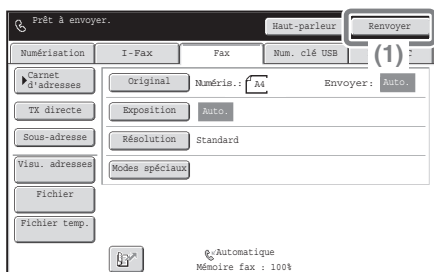 Prêt à envoyer.
Haut-parleur
Renvoyer
Numérisation
I-Fax
Fax
Num. clé USB
(1)
Carnet d'adresses
Original
Numéris.:
A4
Envoyer:
Auto.
TX directe
Exposition
Auto.
Sous-adresse
Résolution
Standard
Visu. adresses
Modes spéciaux
Fichier
Fichier temp.
Automatique
Mémoire fax : 100%